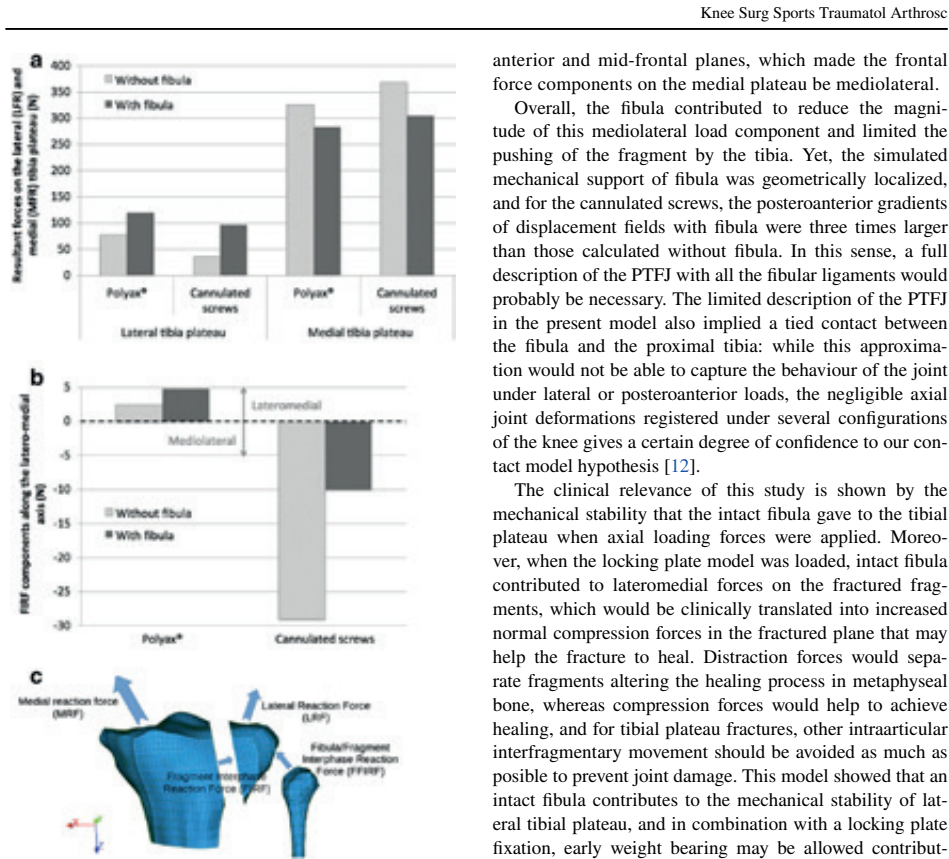 Knee Surg Sports Traumatol Arthrosc
a
Resultant forces on the lateral (LFR) and
medial (MFR) tibia plateau (N)
400
350
300
250
200
150
100
50
0
Without fibula
With fibula
Polyax®
Cannulated
screws
Polyax®
Cannulated
screws
Lateral tibia plateau
Medial tibia plateau
b
FIRF components along the latero-medial
axis (N)
5
0
-5
-10
-15
-20
-25
-30
Lateromedial
Mediolateral
Without fibula
With fibula
Polyax®
Cannulated screws
c
Medial reaction force
(MRF)
Lateral Reaction Force
(LRF)
Fibula/Fragment
Interphase Reaction
Force (FFIRF)
Fragment Interphase
Reaction Force (FIRF)
X
Z
anterior and mid-frontal planes, which made the frontal
force components on the medial plateau be mediolateral.
Overall, the fibula contributed to reduce the magni-
tude of this mediolateral load component and limited the
pushing of the fragment by the tibia. Yet, the simulated
mechanical support of fibula was geometrically localized,
and for the cannulated screws, the posteroanterior gradients
of displacement fields with fibula were three times larger
than those calculated without fibula. In this sense, a full
description of the PTFJ with all the fibular ligaments would
probably be necessary. The limited description of the PTFJ
in the present model also implied a tied contact between
the fibula and the proximal tibia: while this approxima-
tion would not be able to capture the behaviour of the joint
under lateral or posteroanterior loads, the negligible axial
joint deformations registered under several configurations
of the knee gives a certain degree of confidence to our con-
tact model hypothesis [12].
The clinical relevance of this study is shown by the
mechanical stability that the intact fibula gave to the tibial
plateau when axial loading forces were applied. Moreo-
ver, when the locking plate model was loaded, intact fibula
contributed to lateromedial forces on the fractured frag-
ments, which would be clinically translated into increased
normal compression forces in the fractured plane that may
help the fracture to heal. Distraction forces would sepa-
rate fragments altering the healing process in metaphyseal
bone, whereas compression forces would help to achieve
healing, and for tibial plateau fractures, other intraarticular
interfragmentary movement should be avoided as much as
posible to prevent joint damage. This model showed that an
intact fibula contributes to the mechanical stability of lat-
eral tibial plateau, and in combination with a locking plate
fixation, early weight bearing may be allowed contribut-